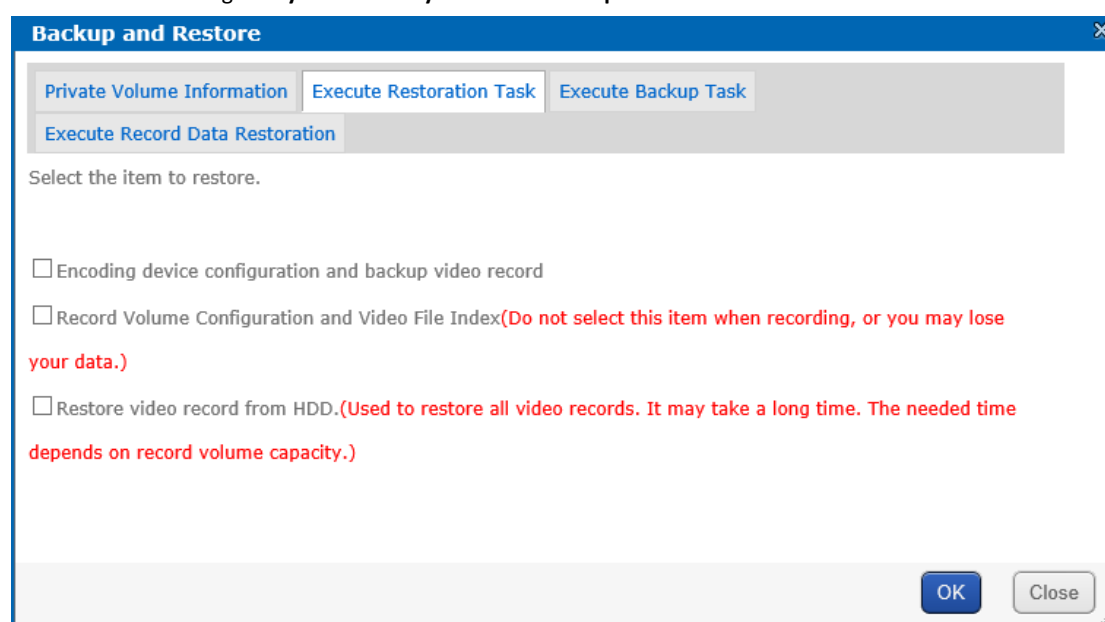 Backup and Restore
Private Volume Information Execute Restoration Task Execute Backup Task
Execute Record Data Restoration
Select the item to restore.
Encoding device configuration and backup video record
Record Volume Configuration and Video File Index(Do not select this item when recording, or you may lose
your data.)
Restore video record from HDD.(Used to restore all video records. It may take a long time. The needed time
depends on record volume capacity.)
OK Close